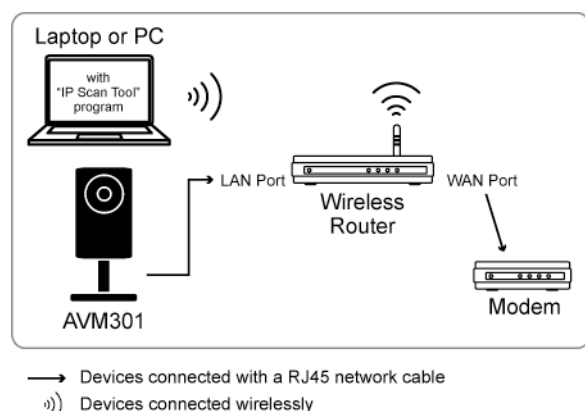 Laptop or PC
with
“IP Scan Tool”
program
LAN Port
WAN Port
Wireless
Router
AVM301
Modem
Devices connected with a RJ45 network cable
Devices connected wirelessly